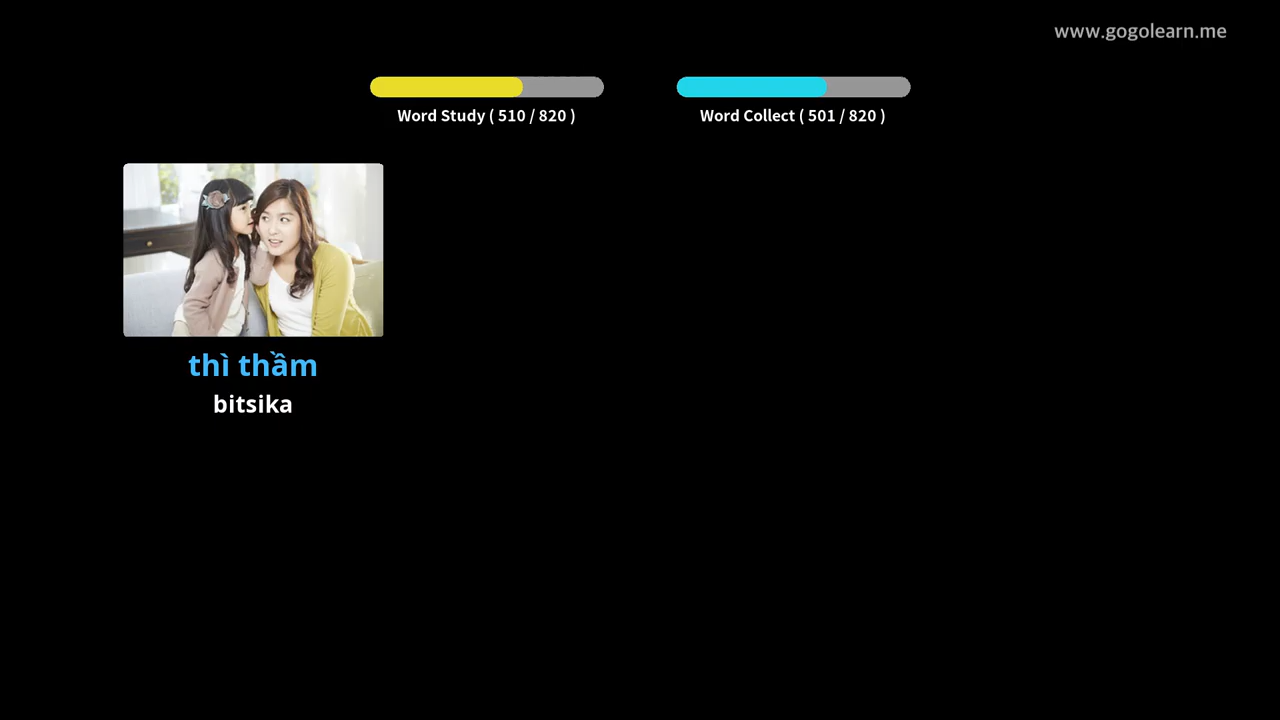 www.gogolearn.me
Word Study ( 510 / 820 )
Word Collect ( 501 / 820 )
thì thầm
bitsika